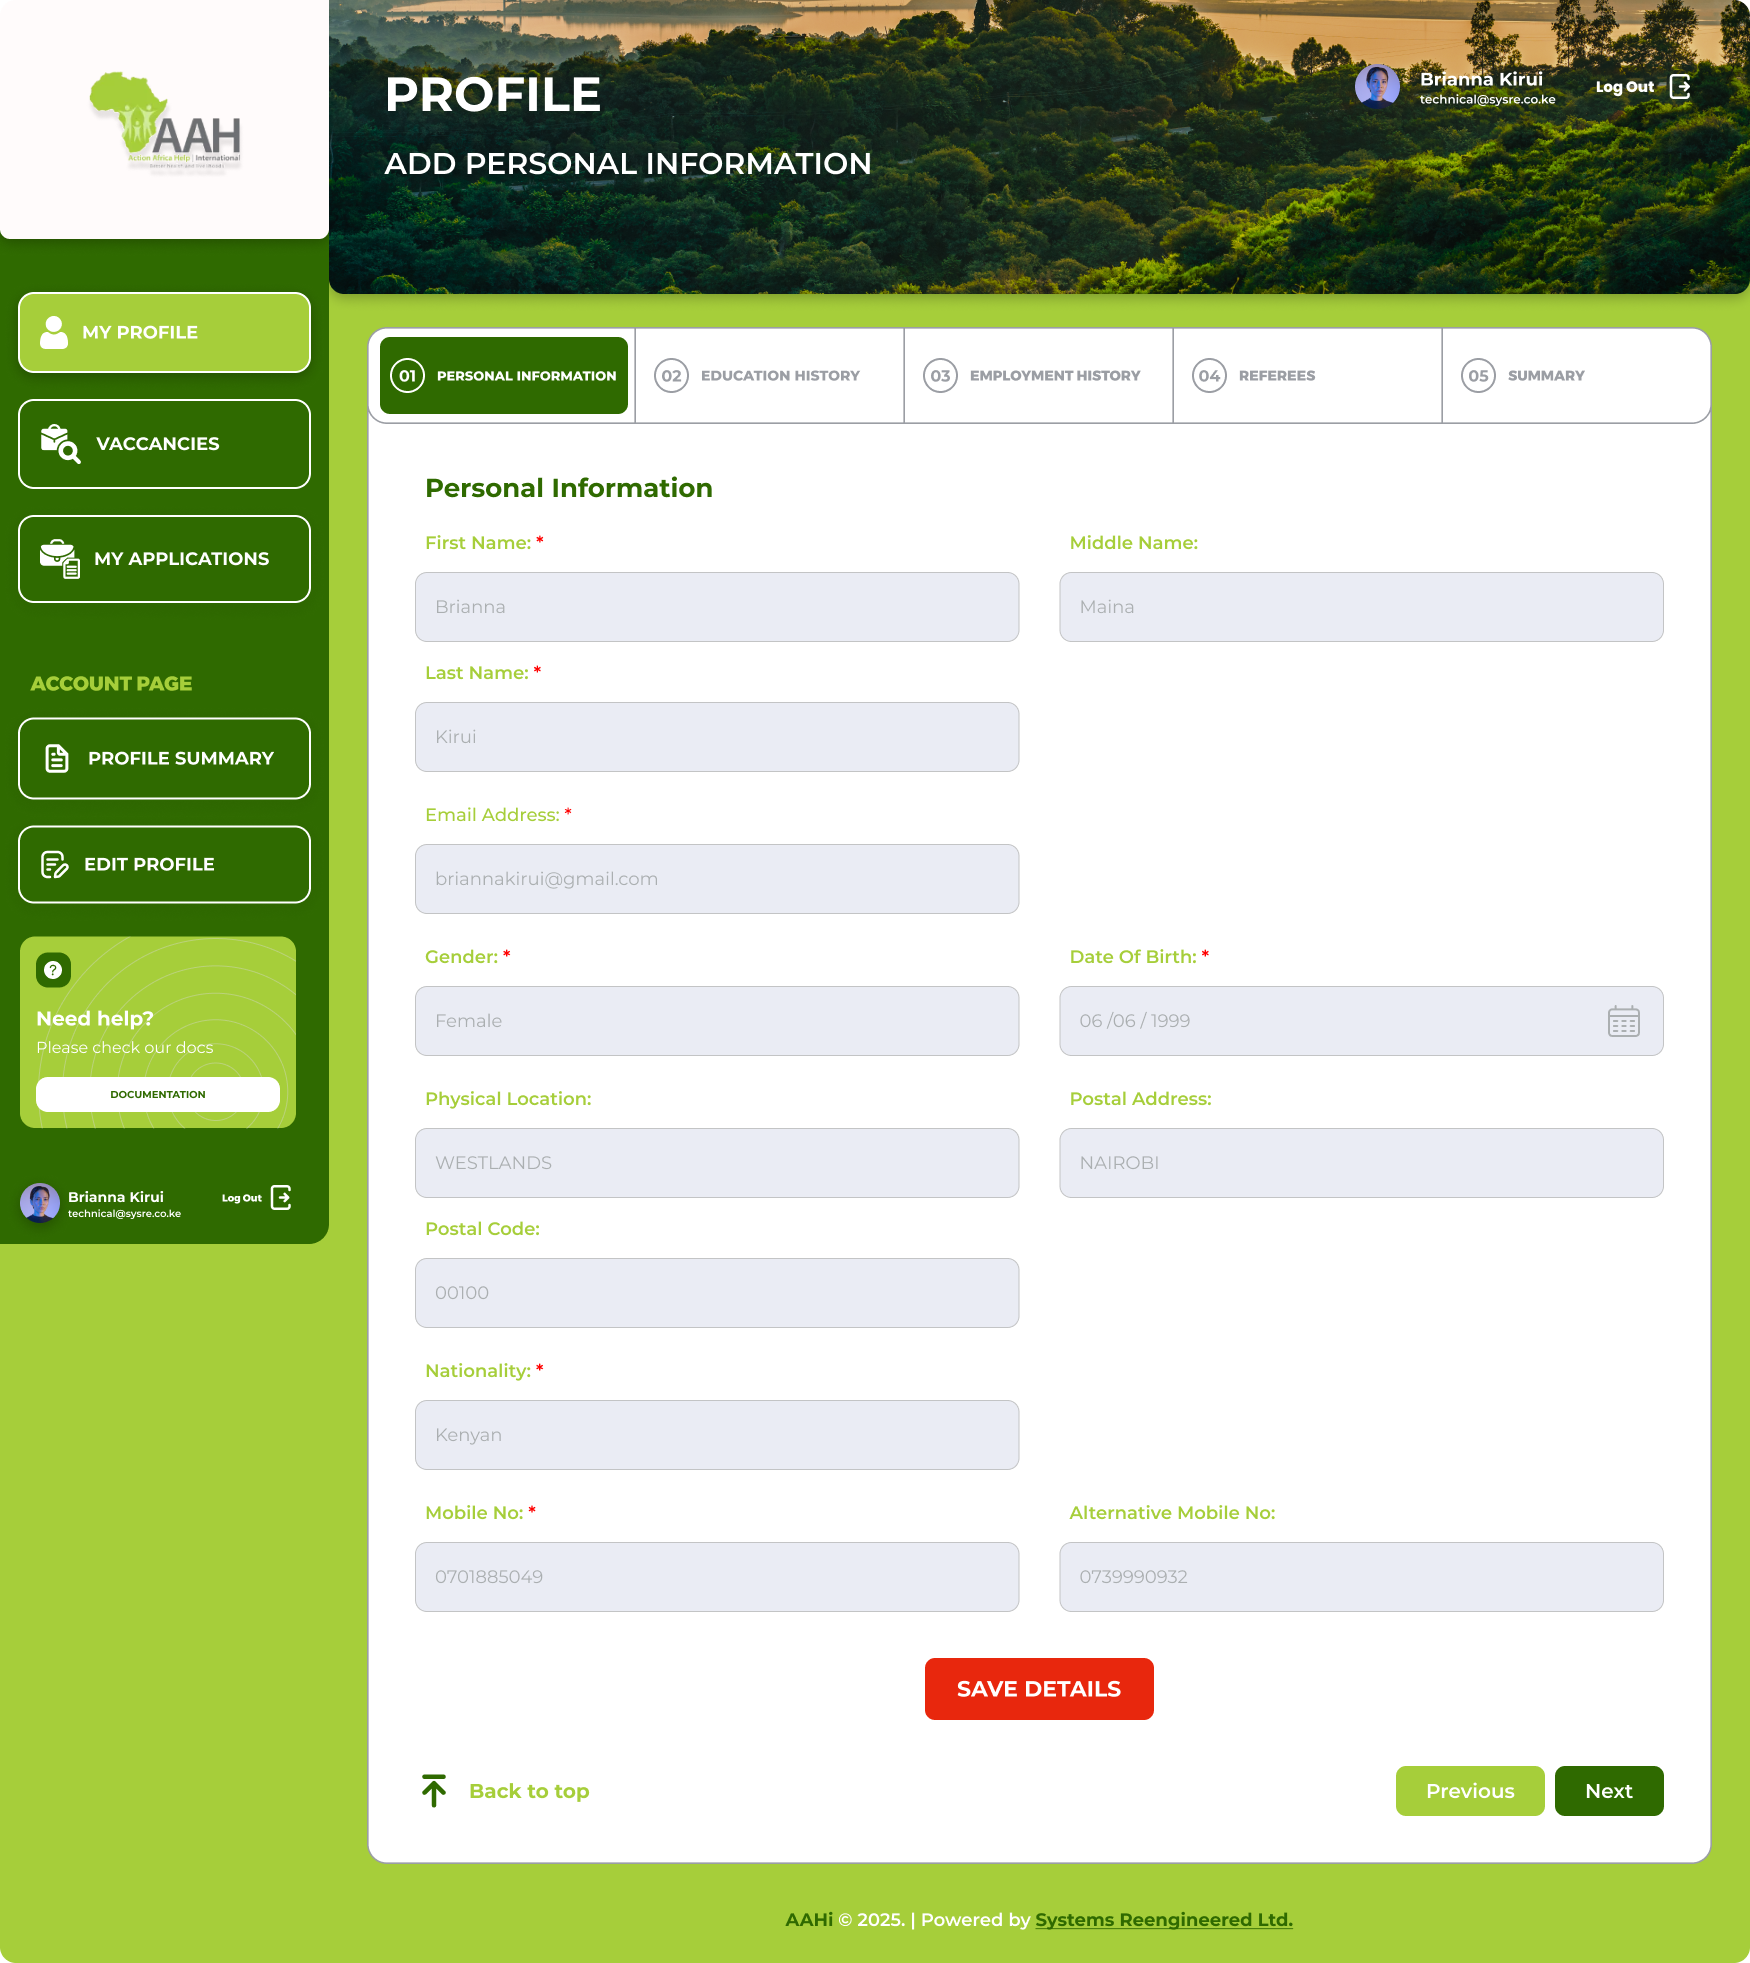 AAH
Action Africa Help | International
PROFILE
ADD PERSONAL INFORMATION
Brianna Kirui
technical@sysre.co.ke
Log Out
MY PROFILE
VACCANCIES
MY APPLICATIONS
ACCOUNT PAGE
PROFILE SUMMARY
EDIT PROFILE
?
Need help?
Please check our docs
DOCUMENTATION
Brianna Kirui
technical@sysre.co.ke
Log Out
01 PERSONAL INFORMATION
02 EDUCATION HISTORY
03 EMPLOYMENT HISTORY
04 REFEREES
05 SUMMARY
Personal Information
First Name: *
Middle Name:
Brianna
Maina
Last Name: *
Kirui
Email Address: *
briannakirui@gmail.com
Gender: *
Date Of Birth: *
Female
06 /06 / 1999
Physical Location:
Postal Address:
WESTLANDS
NAIROBI
Postal Code:
00100
Nationality: *
Kenyan
Mobile No: *
Alternative Mobile No:
0701885049
0739990932
SAVE DETAILS
Back to top
Previous
Next
AAHi © 2025. | Powered by Systems Reengineered Ltd.